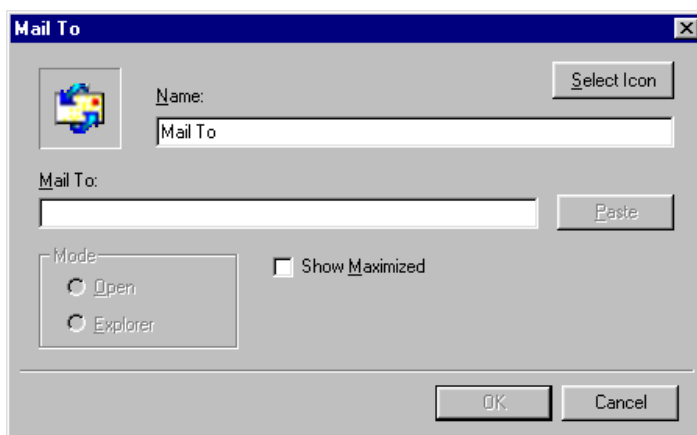 Mail To
Select Icon
Name:
Mail To
Mail To:
Paste
Mode
Show Maximized
Open
Explorer
OK
Cancel